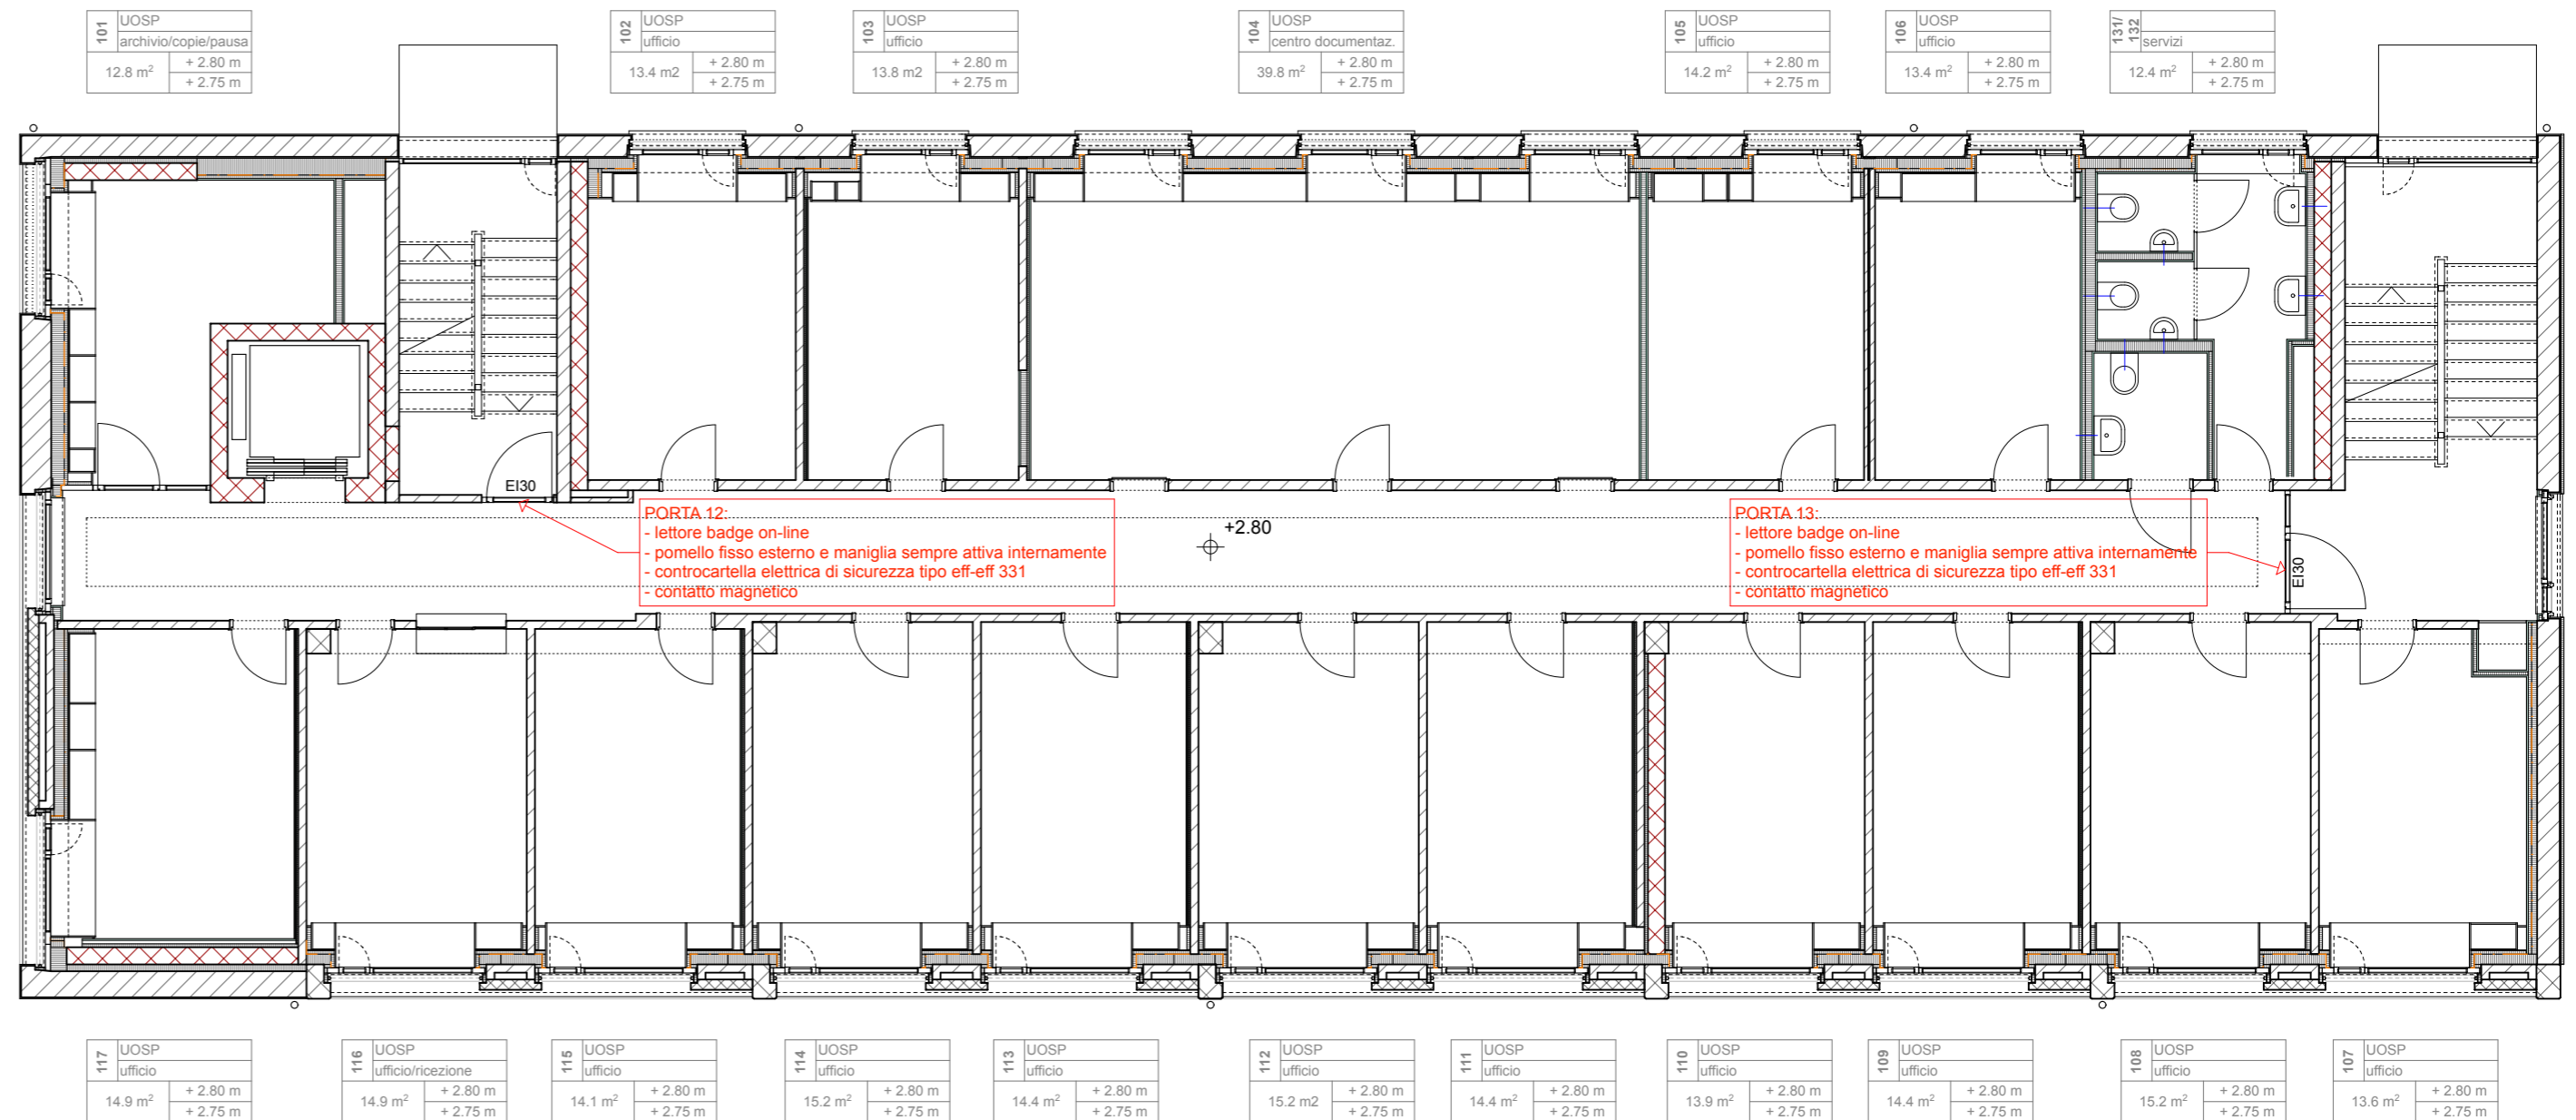 101
UOSP
archivio/copie/pausa
12.8 m²
+ 2.80 m
+ 2.75 m
102
UOSP
ufficio
13.4 m2
+ 2.80 m
+ 2.75 m
103
UOSP
ufficio
13.8 m2
+ 2.80 m
+ 2.75 m
104
UOSP
centro documentaz.
39.8 m²
+ 2.80 m
+ 2.75 m
105
UOSP
ufficio
14.2 m²
+ 2.80 m
+ 2.75 m
106
UOSP
ufficio
13.4 m²
+ 2.80 m
+ 2.75 m
131/
132
servizi
12.4 m²
+ 2.80 m
+ 2.75 m
EI30
PORTA 12:
- lettore badge on-line
- pomello fisso esterno e maniglia sempre attiva internamente
- controcartella elettrica di sicurezza tipo eff-eff 331
- contatto magnetico
+2.80
PORTA 13:
- lettore badge on-line
- pomello fisso esterno e maniglia sempre attiva internamente
- controcartella elettrica di sicurezza tipo eff-eff 331
- contatto magnetico
EI30
117
UOSP
ufficio
14.9 m²
+ 2.80 m
+ 2.75 m
116
UOSP
ufficio/ricezione
14.9 m²
+ 2.80 m
+ 2.75 m
115
UOSP
ufficio
14.1 m²
+ 2.80 m
+ 2.75 m
114
UOSP
ufficio
15.2 m²
+ 2.80 m
+ 2.75 m
113
UOSP
ufficio
14.4 m²
+ 2.80 m
+ 2.75 m
112
UOSP
ufficio
15.2 m2
+ 2.80 m
+ 2.75 m
111
UOSP
ufficio
14.4 m²
+ 2.80 m
+ 2.75 m
110
UOSP
ufficio
13.9 m²
+ 2.80 m
+ 2.75 m
109
UOSP
ufficio
14.4 m²
+ 2.80 m
+ 2.75 m
108
UOSP
ufficio
15.2 m²
+ 2.80 m
+ 2.75 m
107
UOSP
ufficio
13.6 m²
+ 2.80 m
+ 2.75 m